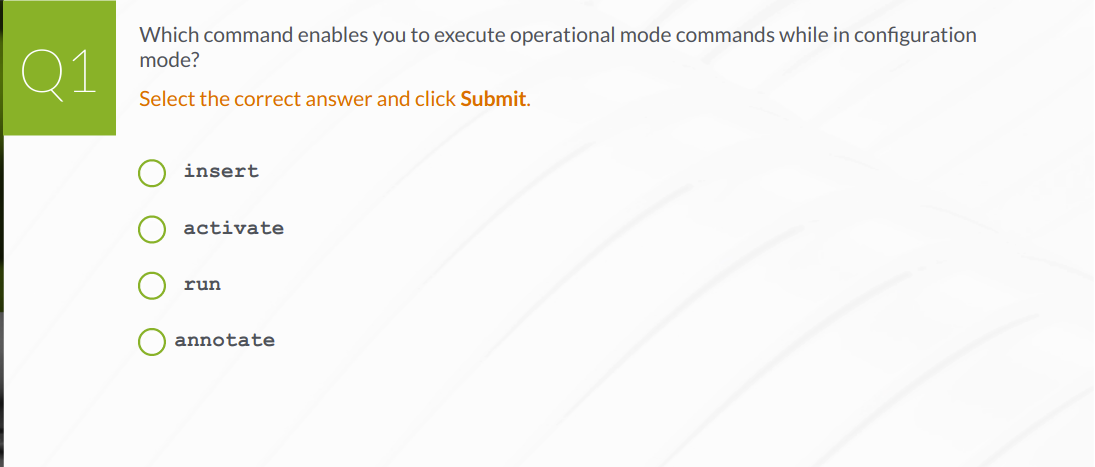 Q1
Which command enables you to execute operational mode commands while in configuration
mode?
Select the correct answer and click Submit.
insert
activate
run
annotate